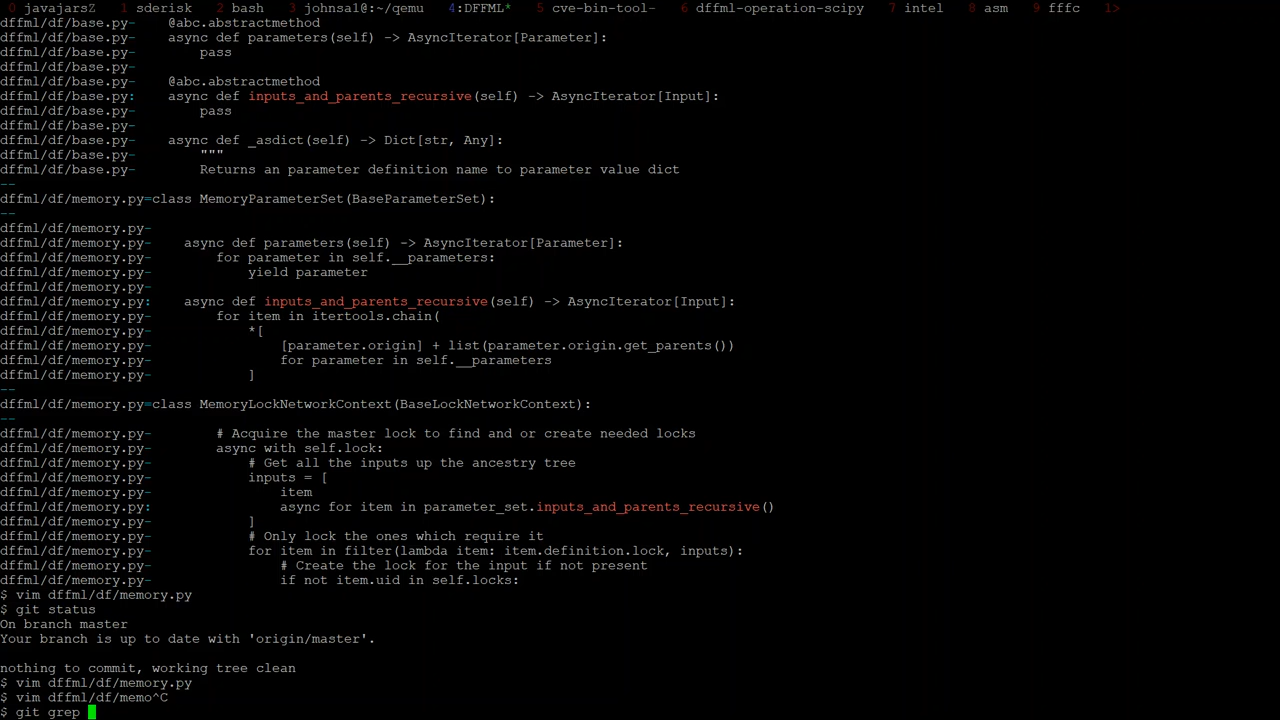 0 javajarsZ  1 sderisk  2 bash  3 johnsa1@:~/qemu  4:DFFML*  5 cve-bin-tool-  6 dffml-operation-scipy  7 intel  8 asm  9 fffc  1>
dffml/df/base.py-    @abc.abstractmethod
dffml/df/base.py-    async def parameters(self) -> AsyncIterator[Parameter]:
dffml/df/base.py-        pass
dffml/df/base.py-
dffml/df/base.py-    @abc.abstractmethod
dffml/df/base.py:    async def inputs_and_parents_recursive(self) -> AsyncIterator[Input]:
dffml/df/base.py-        pass
dffml/df/base.py-
dffml/df/base.py-    async def _asdict(self) -> Dict[str, Any]:
dffml/df/base.py-        """
dffml/df/base.py-        Returns an parameter definition name to parameter value dict
--
dffml/df/memory.py=class MemoryParameterSet(BaseParameterSet):
--
dffml/df/memory.py-
dffml/df/memory.py-    async def parameters(self) -> AsyncIterator[Parameter]:
dffml/df/memory.py-        for parameter in self.__parameters:
dffml/df/memory.py-            yield parameter
dffml/df/memory.py-
dffml/df/memory.py:    async def inputs_and_parents_recursive(self) -> AsyncIterator[Input]:
dffml/df/memory.py-        for item in itertools.chain(
dffml/df/memory.py-            *[
dffml/df/memory.py-                [parameter.origin] + list(parameter.origin.get_parents())
dffml/df/memory.py-                for parameter in self.__parameters
dffml/df/memory.py-            ]
--
dffml/df/memory.py=class MemoryLockNetworkContext(BaseLockNetworkContext):
--
dffml/df/memory.py-        # Acquire the master lock to find and or create needed locks
dffml/df/memory.py-        async with self.lock:
dffml/df/memory.py-            # Get all the inputs up the ancestry tree
dffml/df/memory.py-            inputs = [
dffml/df/memory.py-                item
dffml/df/memory.py:                async for item in parameter_set.inputs_and_parents_recursive()
dffml/df/memory.py-            ]
dffml/df/memory.py-            # Only lock the ones which require it
dffml/df/memory.py-            for item in filter(lambda item: item.definition.lock, inputs):
dffml/df/memory.py-                # Create the lock for the input if not present
dffml/df/memory.py-                if not item.uid in self.locks:
$ vim dffml/df/memory.py
$ git status
On branch master
Your branch is up to date with 'origin/master'.

nothing to commit, working tree clean
$ vim dffml/df/memory.py
$ vim dffml/df/memo^C
$ git grep